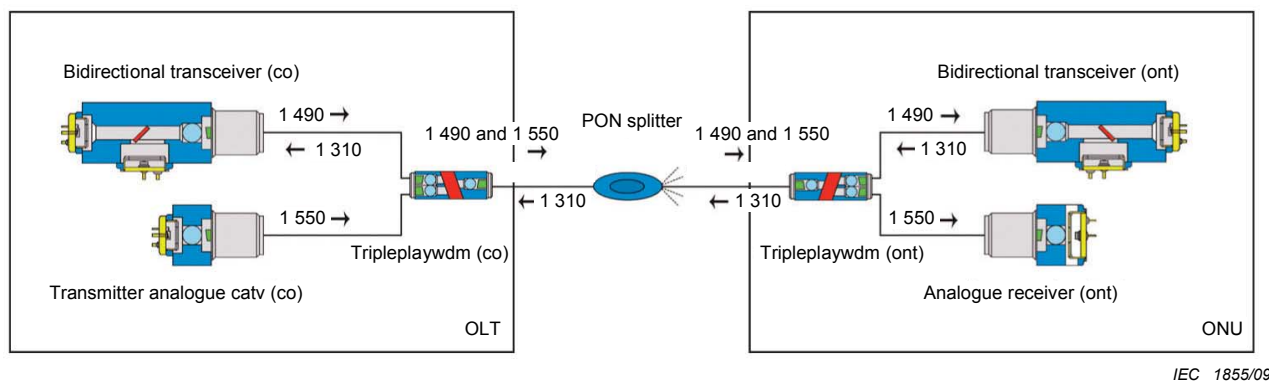 Bidirectional transceiver (co)
Bidirectional transceiver (ont)
1 490 →
1 490 and 1 550
→
PON splitter
1 490 and 1 550
→
1 490 →
← 1 310
← 1 310
← 1 310
← 1 310
1 550 →
1 550 →
Tripleplaywdm (co)
Tripleplaywdm (ont)
Transmitter analogue catv (co)
Analogue receiver (ont)
OLT
ONU
IEC 1855/09